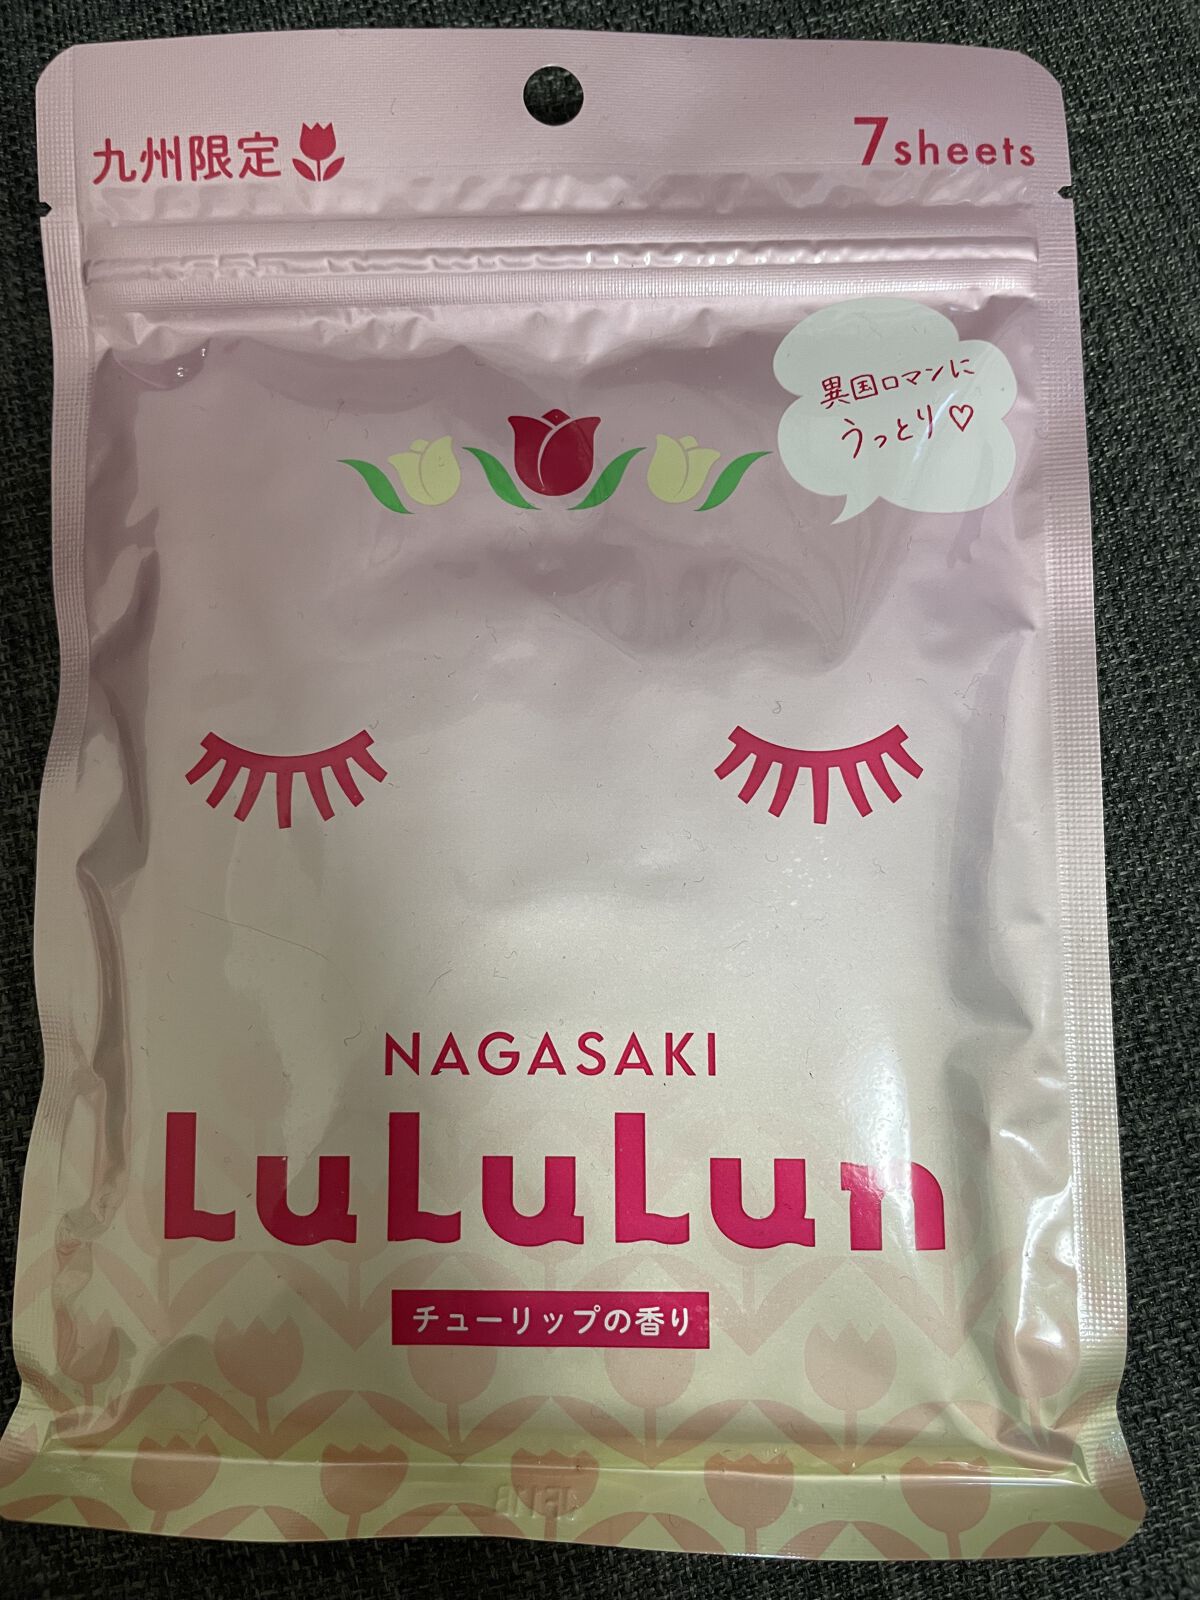 九州限定
7sheets
異国ロマンに
うっとり♡
NAGASAKI
LuLuLun
チューリップの香り